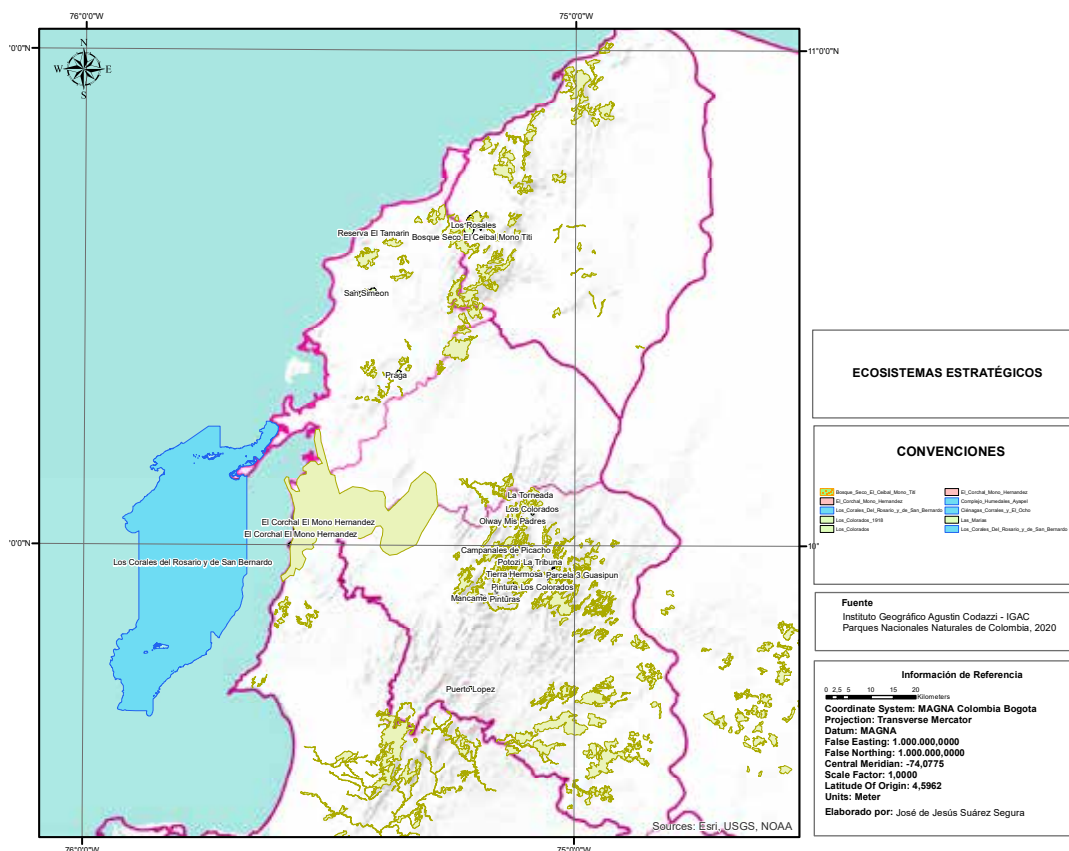 76°0'0"W
75°0'0"W
0'0"N
11°0'0"N
N
W
E
S
Los Rosales
Reserva El Tamarin
Bosque Seco El Ceibal Mono Titi
San Simeon
Praga
La Torneada
Los Colorados
Olway Mis Padres
El Corchal El Mono Hernandez
El Corchal El Mono Hernandez
°0'0"N
10°
Los Corales del Rosario y de San Bernardo
Campanales de Picacho
Potozi La Tribuna
Tierra Hermosa
Parcela 3 Guasipun
Pintura Los Colorados
Mancame Pinturas
Puerto Lopez
Sources: Esri, USGS, NOAA
76°0'0"W
75°0'0"W
ECOSISTEMAS ESTRATÉGICOS
CONVENCIONES
Bosque_Seco_El_Ceibal_Mono_Titi
El_Corchal_Mono_Hernandez
Los_Corales_Del_Rosario_y_de_San_Bernardo
Los_Colorados_1918
Los_Colorados
El_Corchal_Mono_Hernandez
Complejo_Humedales_Ayapel
Ciénagas_Corrales_y_El_Ocho
Las_Marias
Los_Corales_Del_Rosario_y_de_San_Bernardo
Fuente
Instituto Geográfico Agustin Codazzi - IGAC
Parques Nacionales Naturales de Colombia, 2020
Información de Referencia
0 2,5 5 10 15 20
Kilometers
Coordinate System: MAGNA Colombia Bogota
Projection: Transverse Mercator
Datum: MAGNA
False Easting: 1.000.000,0000
False Northing: 1.000.000,0000
Central Meridian: -74,0775
Scale Factor: 1,0000
Latitude Of Origin: 4,5962
Units: Meter
Elaborado por: José de Jesús Suárez Segura